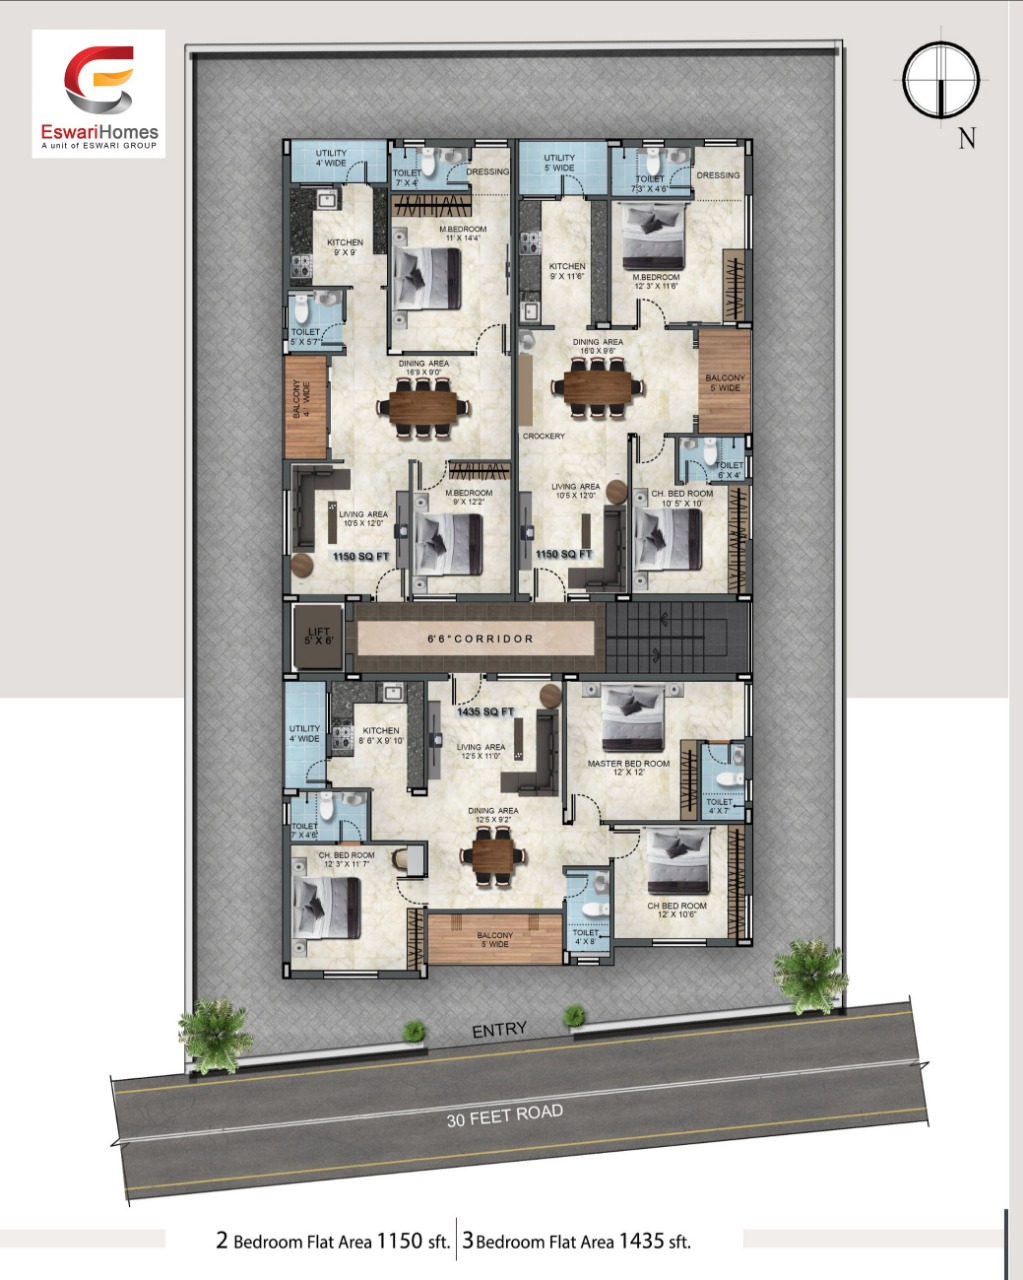 EswariHomes
A unit of ESWARI GROUP
N
UTILITY
4' WIDE
TOILET
7' X 4'
DRESSING
UTILITY
5' WIDE
TOILET
7'3" X 4'6"
DRESSING
M.BEDROOM
11' X 14'4"
KITCHEN
9' X 9'
KITCHEN
9' X 11'6"
M.BEDROOM
12' 3" X 11'6"
TOILET
5' X 5'7"
DINING AREA
16'9 X 9'0"
DINING AREA
16'0 X 9'6"
BALCONY
4'1' WIDE
BALCONY
5' WIDE
CROCKERY
TOILET
6' X 4'
M.BEDROOM
9' X 12'2"
LIVING AREA
10'5 X 12'0"
1150 SQ FT
LIVING AREA
10'5 X 12'0"
1150 SQ FT
CH. BED ROOM
10' 5" X 10'
LIFT
5' X 6'
6'6"CORRIDOR
1435 SQ FT
UTILITY
4' WIDE
KITCHEN
8' 6" X 9' 10'
LIVING AREA
12'5 X 11'0"
MASTER BED ROOM
12' X 12'
TOILET
4' X 7'
DINING AREA
12'5 X 9'2"
TOILET
7' X 4'6"
CH. BED ROOM
12' 3" X 11' 7"
CH BED ROOM
12' X 10'6"
BALCONY
5' WIDE
TOILET
4' X 8'
ENTRY
30 FEET ROAD
2 Bedroom Flat Area 1150 sft. 3Bedroom Flat Area 1435 sft.